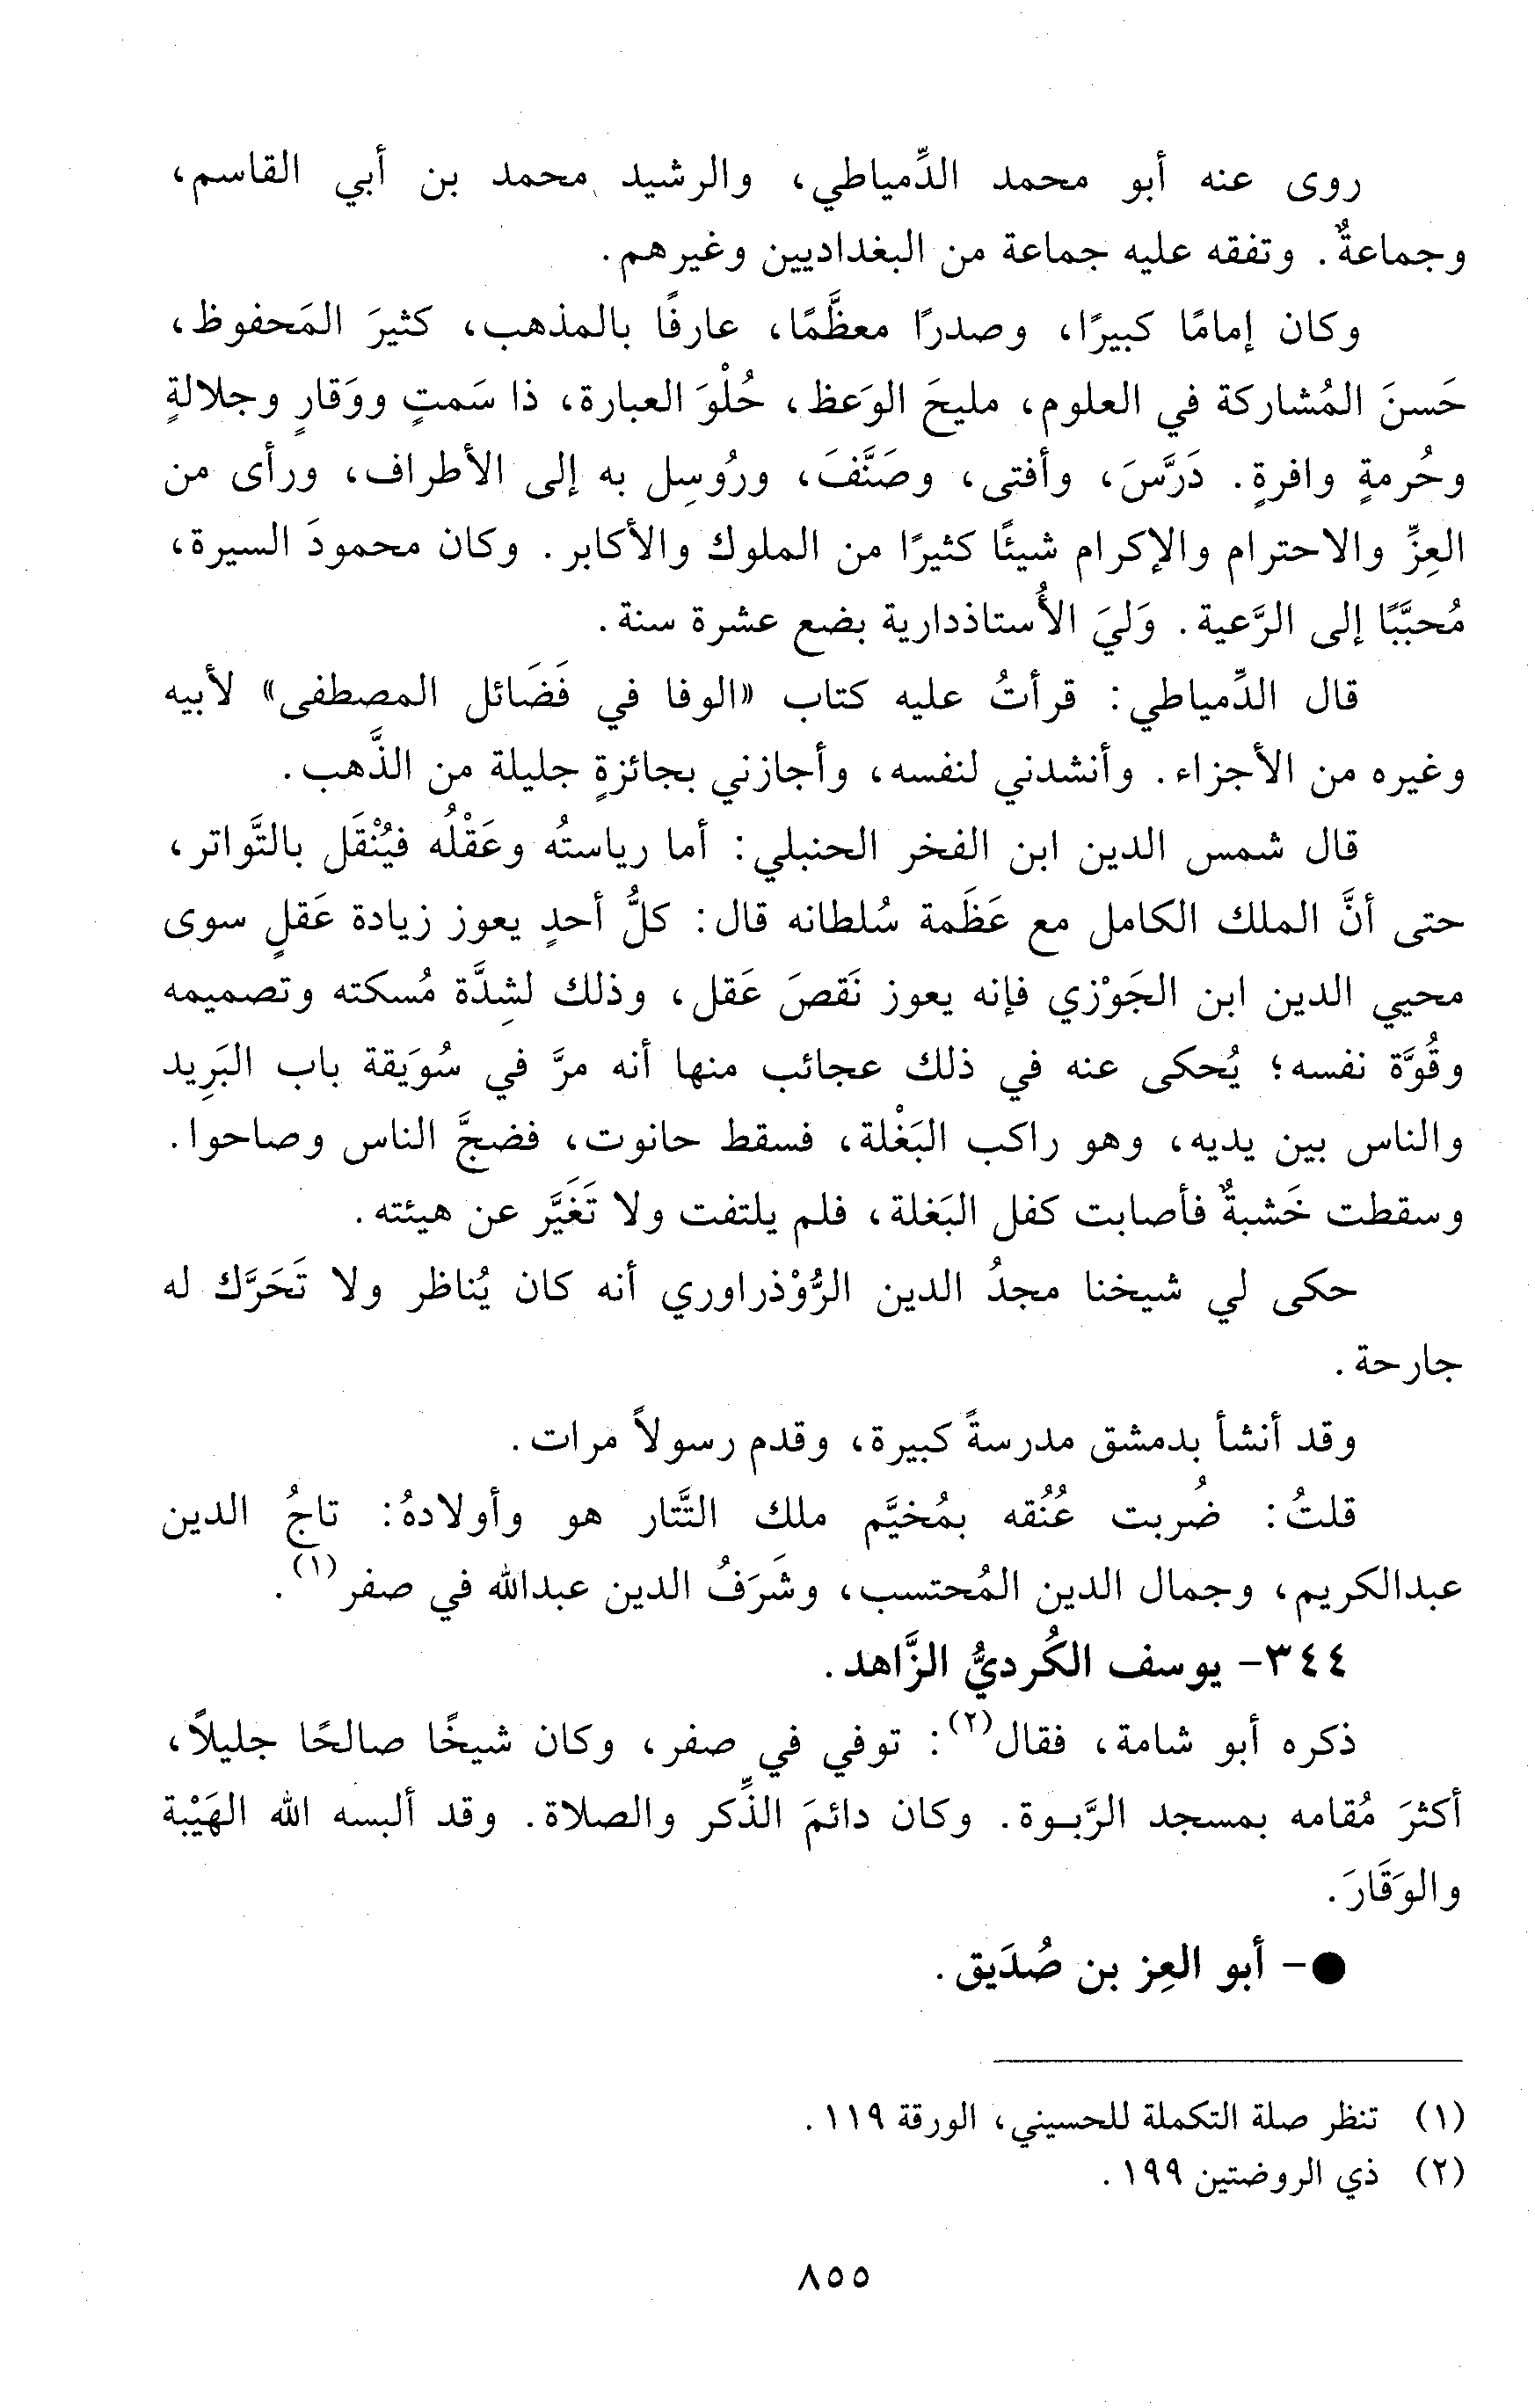 روى عنه أبو محمد الدِّمياطي، والرشيد محمد بن أبي القاسم،
وجماعةٌ. وتفقه عليه جماعة من البغداديين وغيرهم.
وكان إمامًا كبيرًا، وصدرًا معظَّمًا، عارفًا بالمذهب، كثيرَ المَحفوظ،
حَسنَ المُشاركة في العلوم، مليحَ الوَعظ، حُلْوَ العبارة، ذا سَمتٍ ووَقارٍ وجلالةٍ
وحُرمةٍ وافرةٍ. دَرَّسَ، وأفتى، وصَنَّفَ، ورُوسِل به إلى الأطراف، ورأى من
العِزِّ والاحترام والإكرام شيئًا كثيرًا من الملوك والأكابر. وكان محمودَ السيرة،
مُحبَّبًا إلى الرَّعية. وَليَ الأُستاذدارية بضع عشرة سنة.
قال الدِّمياطي: قرأتُ عليه كتاب «الوفا في فَضَائل المصطفى» لأبيه
وغيره من الأجزاء. وأنشدني لنفسه، وأجازني بجائزةٍ جليلة من الذَّهب.
قال شمس الدين ابن الفخر الحنبلي: أما رياستُه وعَقْلُه فيُنْقَل بالتَّواتر،
حتى أنَّ الملك الكامل مع عَظَمة سُلطانه قال: كلُّ أحدٍ يعوز زيادة عَقلٍ سوى
محيي الدين ابن الجَوْزي فإنه يعوز نَقصَ عَقل، وذلك لشِدَّة مُسكته وتصميمه
وقُوَّة نفسه؛ يُحكى عنه في ذلك عجائب منها أنه مرَّ في سُوَيقة باب البَرِيد
والناس بين يديه، وهو راكب البَغْلة، فسقط حانوت، فضجَّ الناس وصاحوا.
وسقطت خَشبةٌ فأصابت كفل البَغلة، فلم يلتفت ولا تَغَيَّر عن هيئته.
حكى لي شيخنا مجدُ الدين الرُّوْذراوري أنه كان يُناظر ولا تَحَرَّك له
جارحة.
وقد أنشأ بدمشق مدرسةً كبيرة، وقدم رسولاً مرات.
قلتُ: ضُربت عُنُقه بمُخيَّم ملك التَّتار هو وأولادهُ: تاجُ الدين
عبدالكريم، وجمال الدين المُحتسب، وشَرَفُ الدين عبدالله في صفر(١).
٣٤٤- يوسف الكُرديُّ الزَّاهد.
ذكره أبو شامة، فقال(٢): توفي في صفر، وكان شيخًا صالحًا جليلاً،
أكثرَ مُقامه بمسجد الرَّبوة. وكان دائمَ الذِّكر والصلاة. وقد ألبسه الله الهَيْبة
والوَقَارَ.
●- أبو العِز بن صُدَيق.
(١) تنظر صلة التكملة للحسيني، الورقة ١١٩.
(٢) ذي الروضتين ١٩٩.
٨٥٥